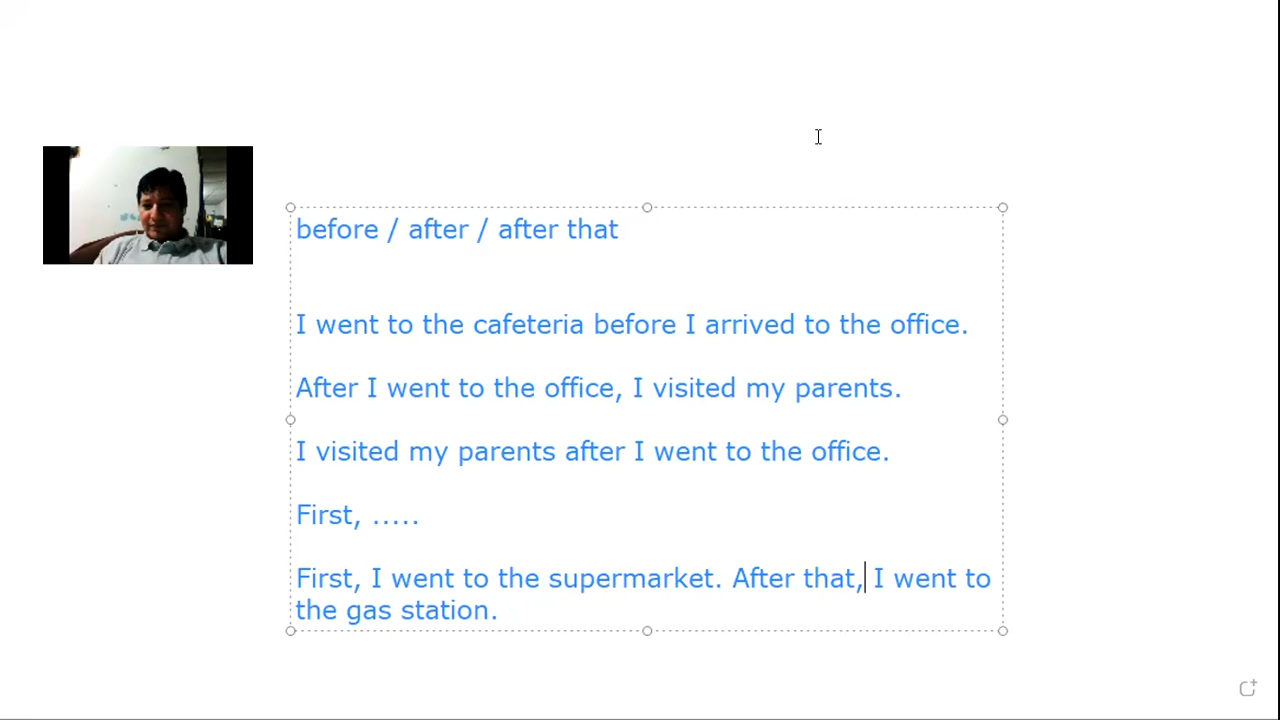 before / after / after that
I went to the cafeteria before I arrived to the office.
After I went to the office, I visited my parents.
I visited my parents after I went to the office.
First, .....
First, I went to the supermarket. After that, I went to
the gas station.